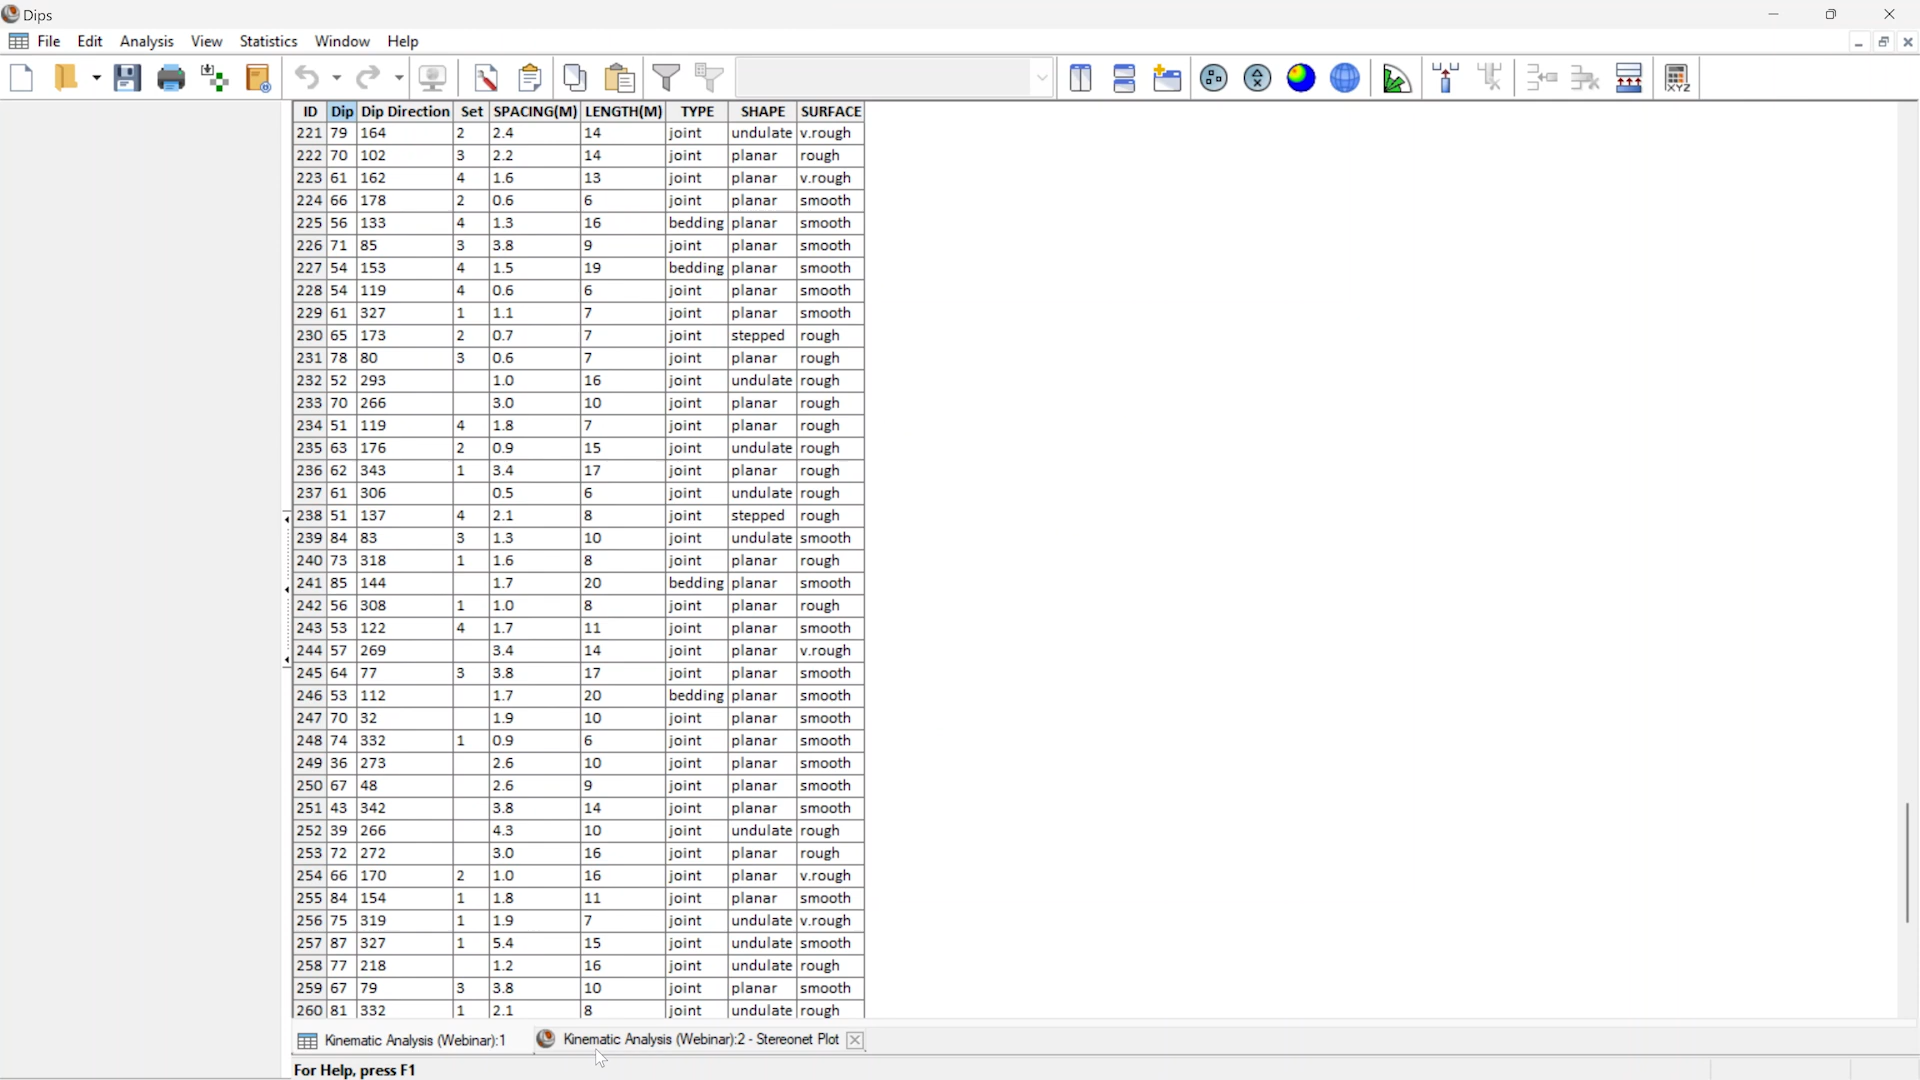 Dips
File Edit Analysis View Statistics Window Help
XYZ
ID Dip Dip Direction Set SPACING(M) LENGTH(M) TYPE SHAPE SURFACE
221 79 164 2 2.4 14 joint undulate v.rough
222 70 102 3 2.2 14 joint planar rough
223 61 162 4 1.6 13 joint planar v.rough
224 66 178 2 0.6 6 joint planar smooth
225 56 133 4 1.3 16 bedding planar smooth
226 71 85 3 3.8 9 joint planar smooth
227 54 153 4 1.5 19 bedding planar smooth
228 54 119 4 0.6 6 joint planar smooth
229 61 327 1 1.1 7 joint planar smooth
230 65 173 2 0.7 7 joint stepped rough
231 78 80 3 0.6 7 joint planar rough
232 52 293 1.0 16 joint undulate rough
233 70 266 3.0 10 joint planar rough
234 51 119 4 1.8 7 joint planar rough
235 63 176 2 0.9 15 joint undulate rough
236 62 343 1 3.4 17 joint planar rough
237 61 306 0.5 6 joint undulate rough
238 51 137 4 2.1 8 joint stepped rough
239 84 83 3 1.3 10 joint undulate smooth
240 73 318 1 1.6 8 joint planar rough
241 85 144 1.7 20 bedding planar smooth
242 56 308 1 1.0 8 joint planar rough
243 53 122 4 1.7 11 joint planar smooth
244 57 269 3.4 14 joint planar v.rough
245 64 77 3 3.8 17 joint planar smooth
246 53 112 1.7 20 bedding planar smooth
247 70 32 1.9 10 joint planar smooth
248 74 332 1 0.9 6 joint planar smooth
249 36 273 2.6 10 joint planar smooth
250 67 48 2.6 9 joint planar smooth
251 43 342 3.8 14 joint planar smooth
252 39 266 4.3 10 joint undulate rough
253 72 272 3.0 16 joint planar rough
254 66 170 2 1.0 16 joint planar v.rough
255 84 154 1 1.8 11 joint planar smooth
256 75 319 1 1.9 7 joint undulate v.rough
257 87 327 1 5.4 15 joint undulate smooth
258 77 218 1.2 16 joint undulate rough
259 67 79 3 3.8 10 joint planar smooth
260 81 332 1 2.1 8 joint undulate rough
Kinematic Analysis (Webinar):1 Kinematic Analysis (Webinar):2 - Stereonet Plot
For Help, press F1